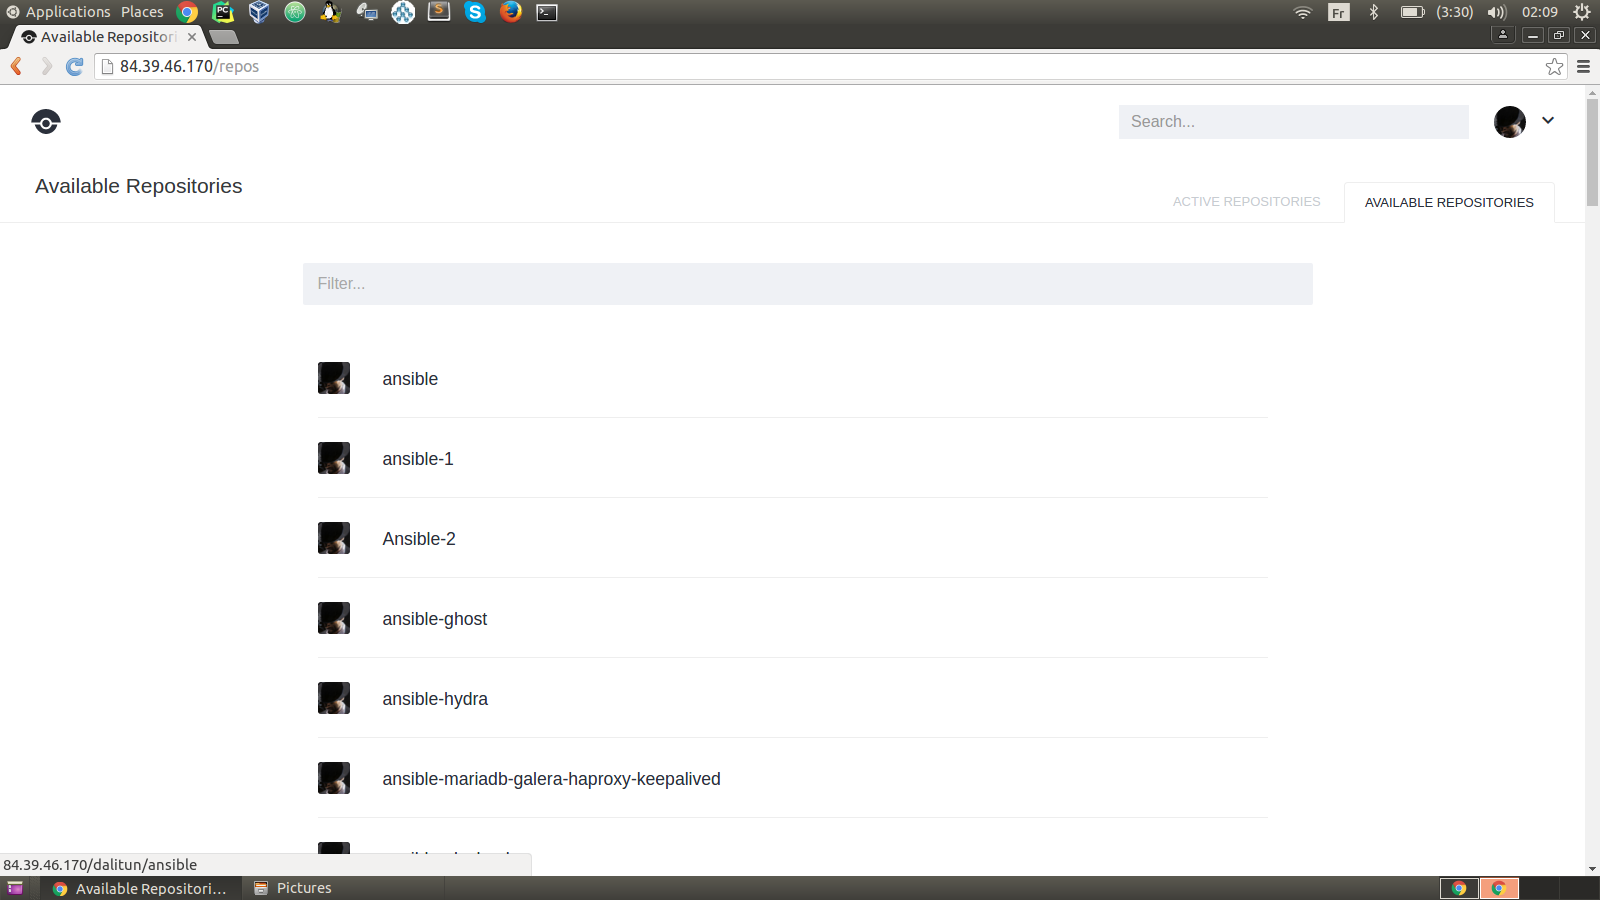 Applications Places
Fr (3:30) 02:09
Available Repositori
84.39.46.170/repos
Search...
Available Repositories
ACTIVE REPOSITORIES
AVAILABLE REPOSITORIES
Filter...
ansible
ansible-1
Ansible-2
ansible-ghost
ansible-hydra
ansible-mariadb-galera-haproxy-keepalived
84.39.46.170/dalitun/ansible
Available Repositori...
Pictures